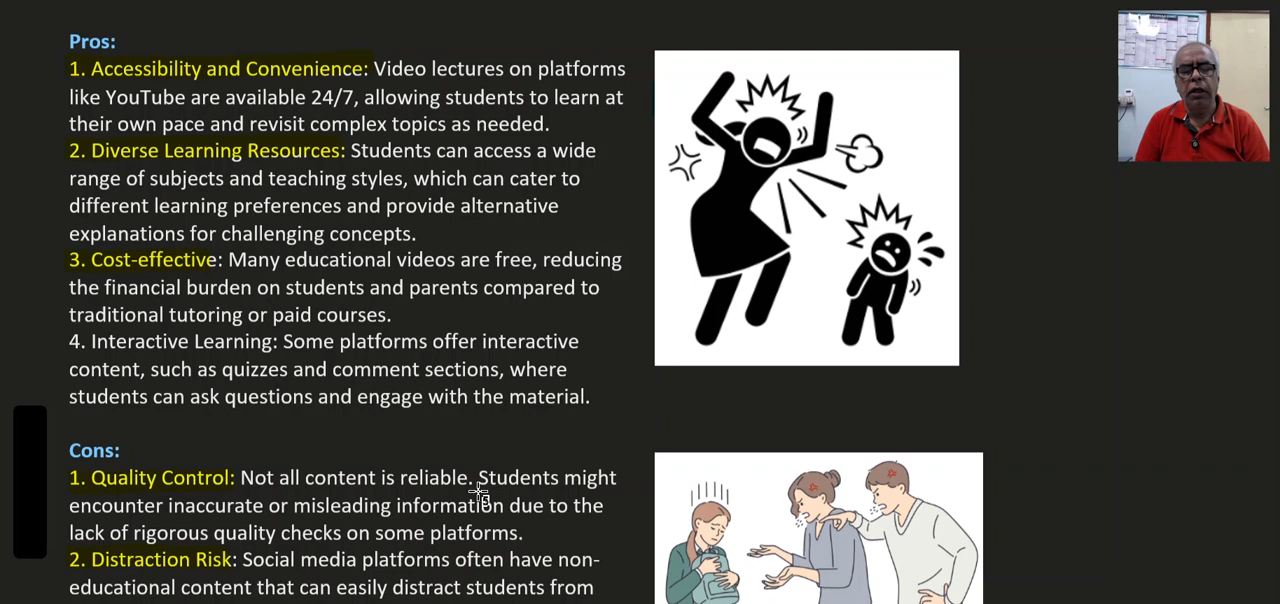 Pros:
1. Accessibility and Convenience: Video lectures on platforms
like YouTube are available 24/7, allowing students to learn at
their own pace and revisit complex topics as needed.
2. Diverse Learning Resources: Students can access a wide
range of subjects and teaching styles, which can cater to
different learning preferences and provide alternative
explanations for challenging concepts.
3. Cost-effective: Many educational videos are free, reducing
the financial burden on students and parents compared to
traditional tutoring or paid courses.
4. Interactive Learning: Some platforms offer interactive
content, such as quizzes and comment sections, where
students can ask questions and engage with the material.
Cons:
1. Quality Control: Not all content is reliable. Students might
encounter inaccurate or misleading information due to the
lack of rigorous quality checks on some platforms.
2. Distraction Risk: Social media platforms often have non-
educational content that can easily distract students from